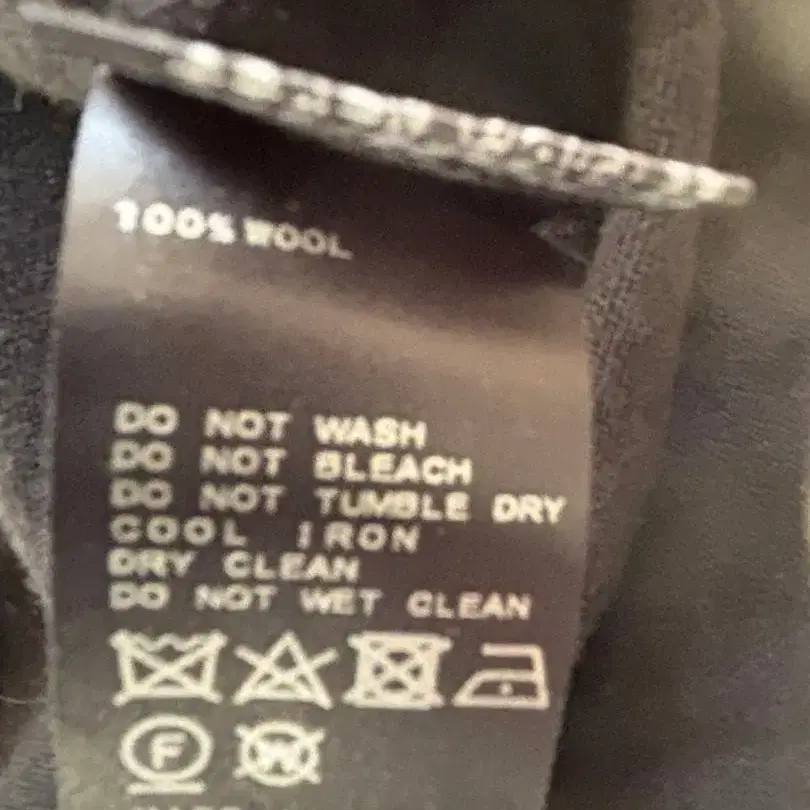 100% WOOL
DO NOT WASH
DO NOT BLEACH
DO NOT TUMBLE DRY
COOL IRON
DRY CLEAN
DO NOT WET CLEAN
F W